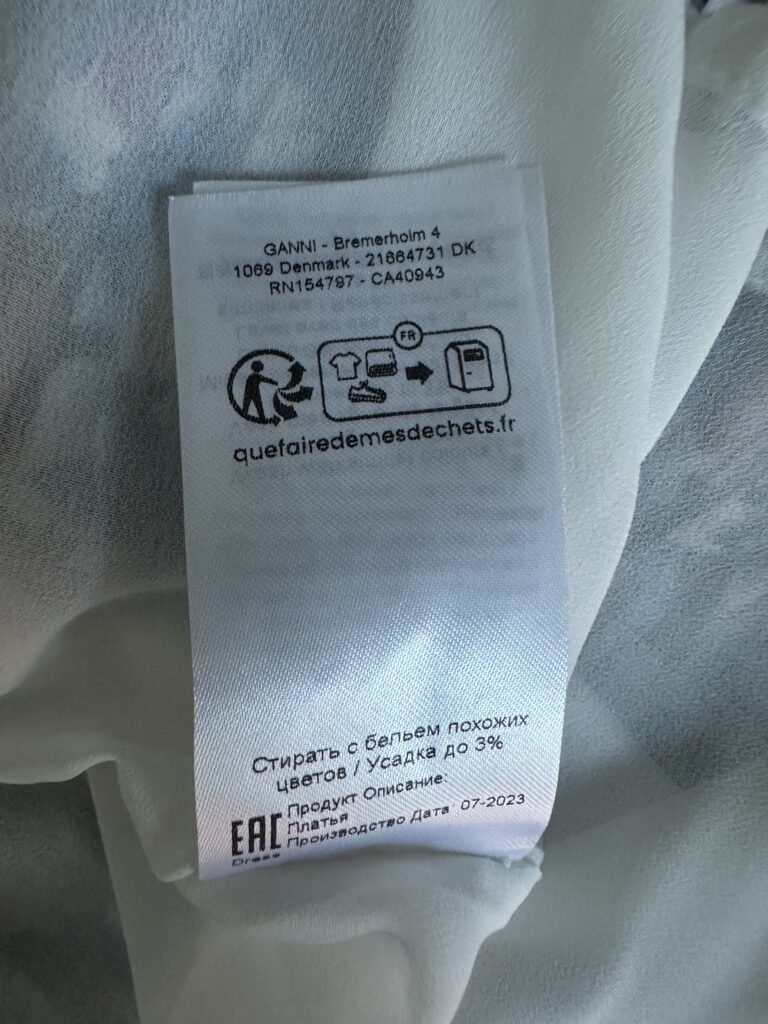 GANNI - Bremerholm 4
1069 Denmark - 21664731 DK
RN154797 - CA40943
FR
quefairedemesdechets.fr
Стирать с бельем похожих
цветов / Усадка до 3%
EAC Продукт Описание:
Платья
Производство Дата: 07-2023
Dress